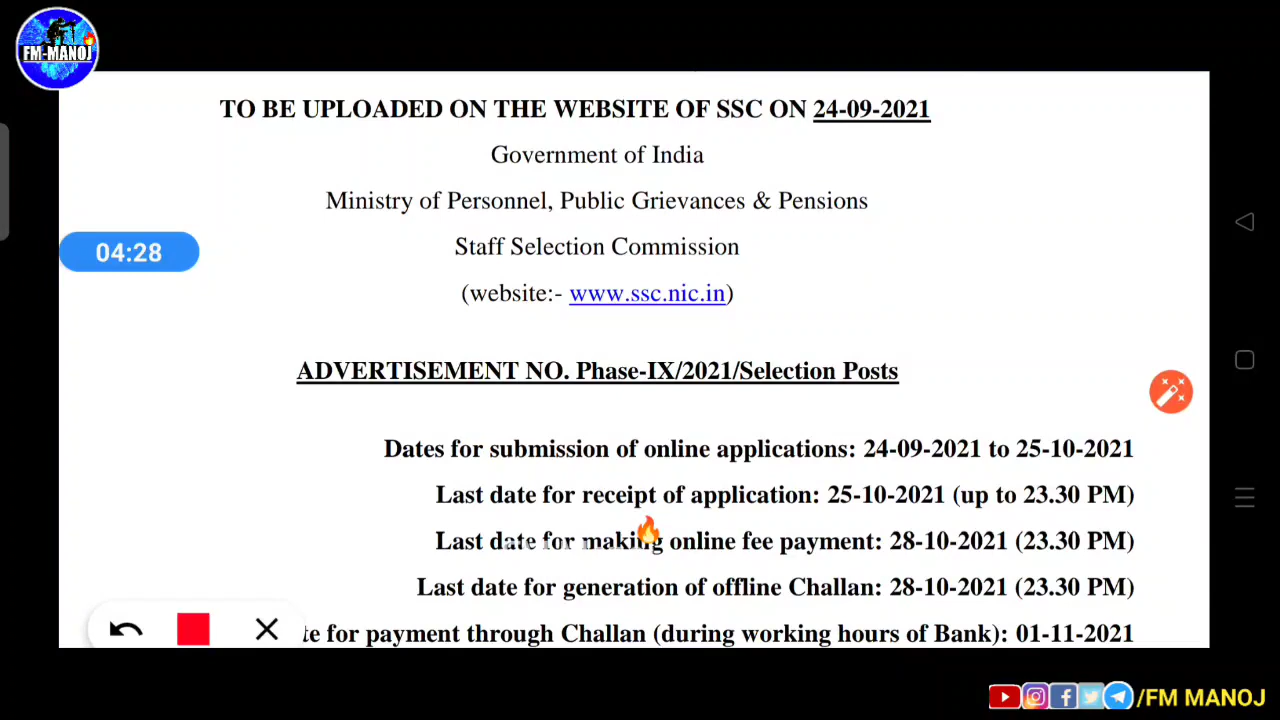 FM-MANOJ
TO BE UPLOADED ON THE WEBSITE OF SSC ON 24-09-2021
Government of India
Ministry of Personnel, Public Grievances & Pensions
Staff Selection Commission
04:28
(website:- www.ssc.nic.in)
ADVERTISEMENT NO. Phase-IX/2021/Selection Posts
Dates for submission of online applications: 24-09-2021 to 25-10-2021
Last date for receipt of application: 25-10-2021 (up to 23.30 PM)
Last date for making online fee payment: 28-10-2021 (23.30 PM)
Last date for generation of offline Challan: 28-10-2021 (23.30 PM)
te for payment through Challan (during working hours of Bank): 01-11-2021
/FM MANOJ